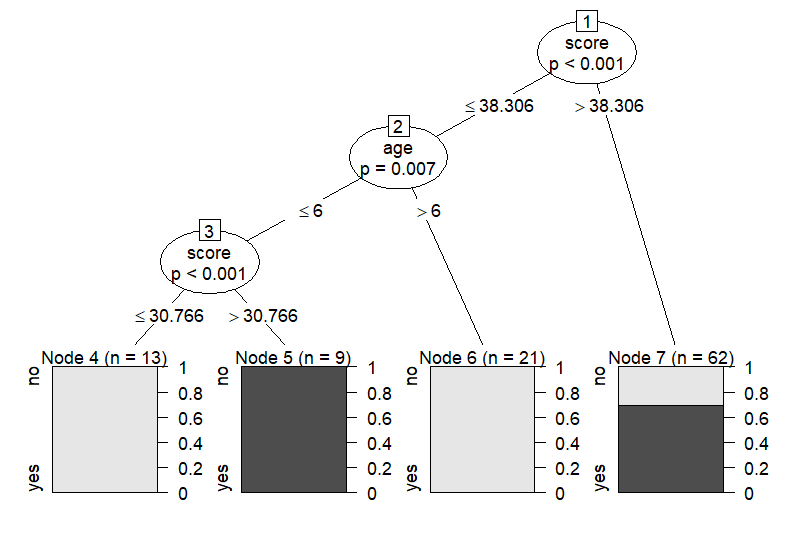 1
score
p < 0.001
≤ 38.306
> 38.306
2
age
p = 0.007
≤ 6
> 6
3
score
p < 0.001
≤ 30.766
> 30.766
Node 4 (n = 13)
no
yes
1
0.8
0.6
0.4
0.2
0
Node 5 (n = 9)
no
yes
1
0.8
0.6
0.4
0.2
0
Node 6 (n = 21)
no
yes
1
0.8
0.6
0.4
0.2
0
Node 7 (n = 62)
no
yes
1
0.8
0.6
0.4
0.2
0